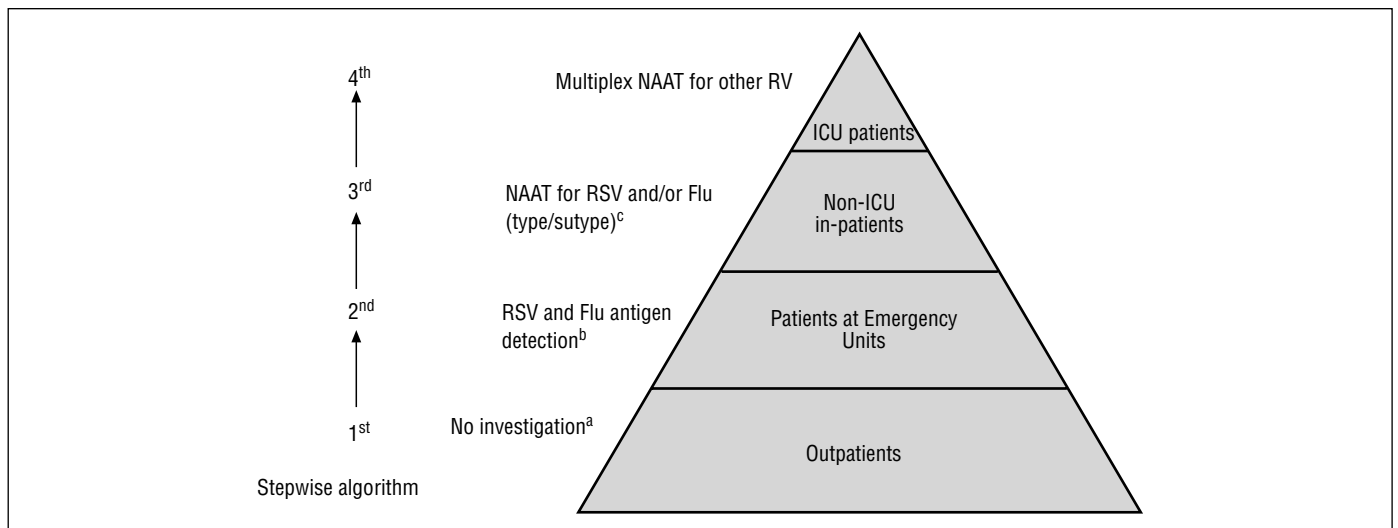 4th
Multiplex NAAT for other RV
ICU patients
3rd
NAAT for RSV and/or Flu
(type/sutype)c
Non-ICU
in-patients
2nd
RSV and Flu antigen
detectionb
Patients at Emergency
Units
1st
No investigationa
Outpatients
Stepwise algorithm